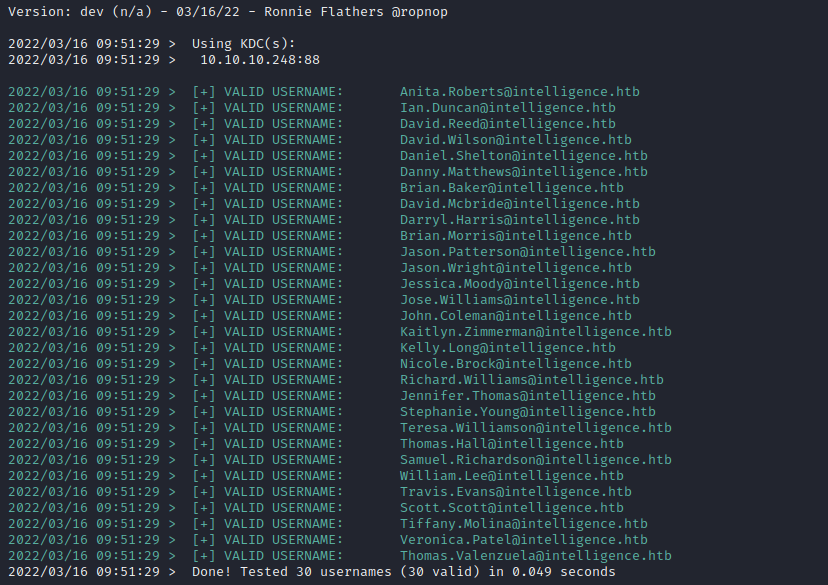 Version: dev (n/a) - 03/16/22 - Ronnie Flathers @ropnop
2022/03/16 09:51:29 >  Using KDC(s):
2022/03/16 09:51:29 >   10.10.10.248:88
2022/03/16 09:51:29 >  [+] VALID USERNAME:       Anita.Roberts@intelligence.htb
2022/03/16 09:51:29 >  [+] VALID USERNAME:       Ian.Duncan@intelligence.htb
2022/03/16 09:51:29 >  [+] VALID USERNAME:       David.Reed@intelligence.htb
2022/03/16 09:51:29 >  [+] VALID USERNAME:       David.Wilson@intelligence.htb
2022/03/16 09:51:29 >  [+] VALID USERNAME:       Daniel.Shelton@intelligence.htb
2022/03/16 09:51:29 >  [+] VALID USERNAME:       Danny.Matthews@intelligence.htb
2022/03/16 09:51:29 >  [+] VALID USERNAME:       Brian.Baker@intelligence.htb
2022/03/16 09:51:29 >  [+] VALID USERNAME:       David.Mcbride@intelligence.htb
2022/03/16 09:51:29 >  [+] VALID USERNAME:       Darryl.Harris@intelligence.htb
2022/03/16 09:51:29 >  [+] VALID USERNAME:       Brian.Morris@intelligence.htb
2022/03/16 09:51:29 >  [+] VALID USERNAME:       Jason.Patterson@intelligence.htb
2022/03/16 09:51:29 >  [+] VALID USERNAME:       Jason.Wright@intelligence.htb
2022/03/16 09:51:29 >  [+] VALID USERNAME:       Jessica.Moody@intelligence.htb
2022/03/16 09:51:29 >  [+] VALID USERNAME:       Jose.Williams@intelligence.htb
2022/03/16 09:51:29 >  [+] VALID USERNAME:       John.Coleman@intelligence.htb
2022/03/16 09:51:29 >  [+] VALID USERNAME:       Kaitlyn.Zimmerman@intelligence.htb
2022/03/16 09:51:29 >  [+] VALID USERNAME:       Kelly.Long@intelligence.htb
2022/03/16 09:51:29 >  [+] VALID USERNAME:       Nicole.Brock@intelligence.htb
2022/03/16 09:51:29 >  [+] VALID USERNAME:       Richard.Williams@intelligence.htb
2022/03/16 09:51:29 >  [+] VALID USERNAME:       Jennifer.Thomas@intelligence.htb
2022/03/16 09:51:29 >  [+] VALID USERNAME:       Stephanie.Young@intelligence.htb
2022/03/16 09:51:29 >  [+] VALID USERNAME:       Teresa.Williamson@intelligence.htb
2022/03/16 09:51:29 >  [+] VALID USERNAME:       Thomas.Hall@intelligence.htb
2022/03/16 09:51:29 >  [+] VALID USERNAME:       Samuel.Richardson@intelligence.htb
2022/03/16 09:51:29 >  [+] VALID USERNAME:       William.Lee@intelligence.htb
2022/03/16 09:51:29 >  [+] VALID USERNAME:       Travis.Evans@intelligence.htb
2022/03/16 09:51:29 >  [+] VALID USERNAME:       Scott.Scott@intelligence.htb
2022/03/16 09:51:29 >  [+] VALID USERNAME:       Tiffany.Molina@intelligence.htb
2022/03/16 09:51:29 >  [+] VALID USERNAME:       Veronica.Patel@intelligence.htb
2022/03/16 09:51:29 >  [+] VALID USERNAME:       Thomas.Valenzuela@intelligence.htb
2022/03/16 09:51:29 >  Done! Tested 30 usernames (30 valid) in 0.049 seconds